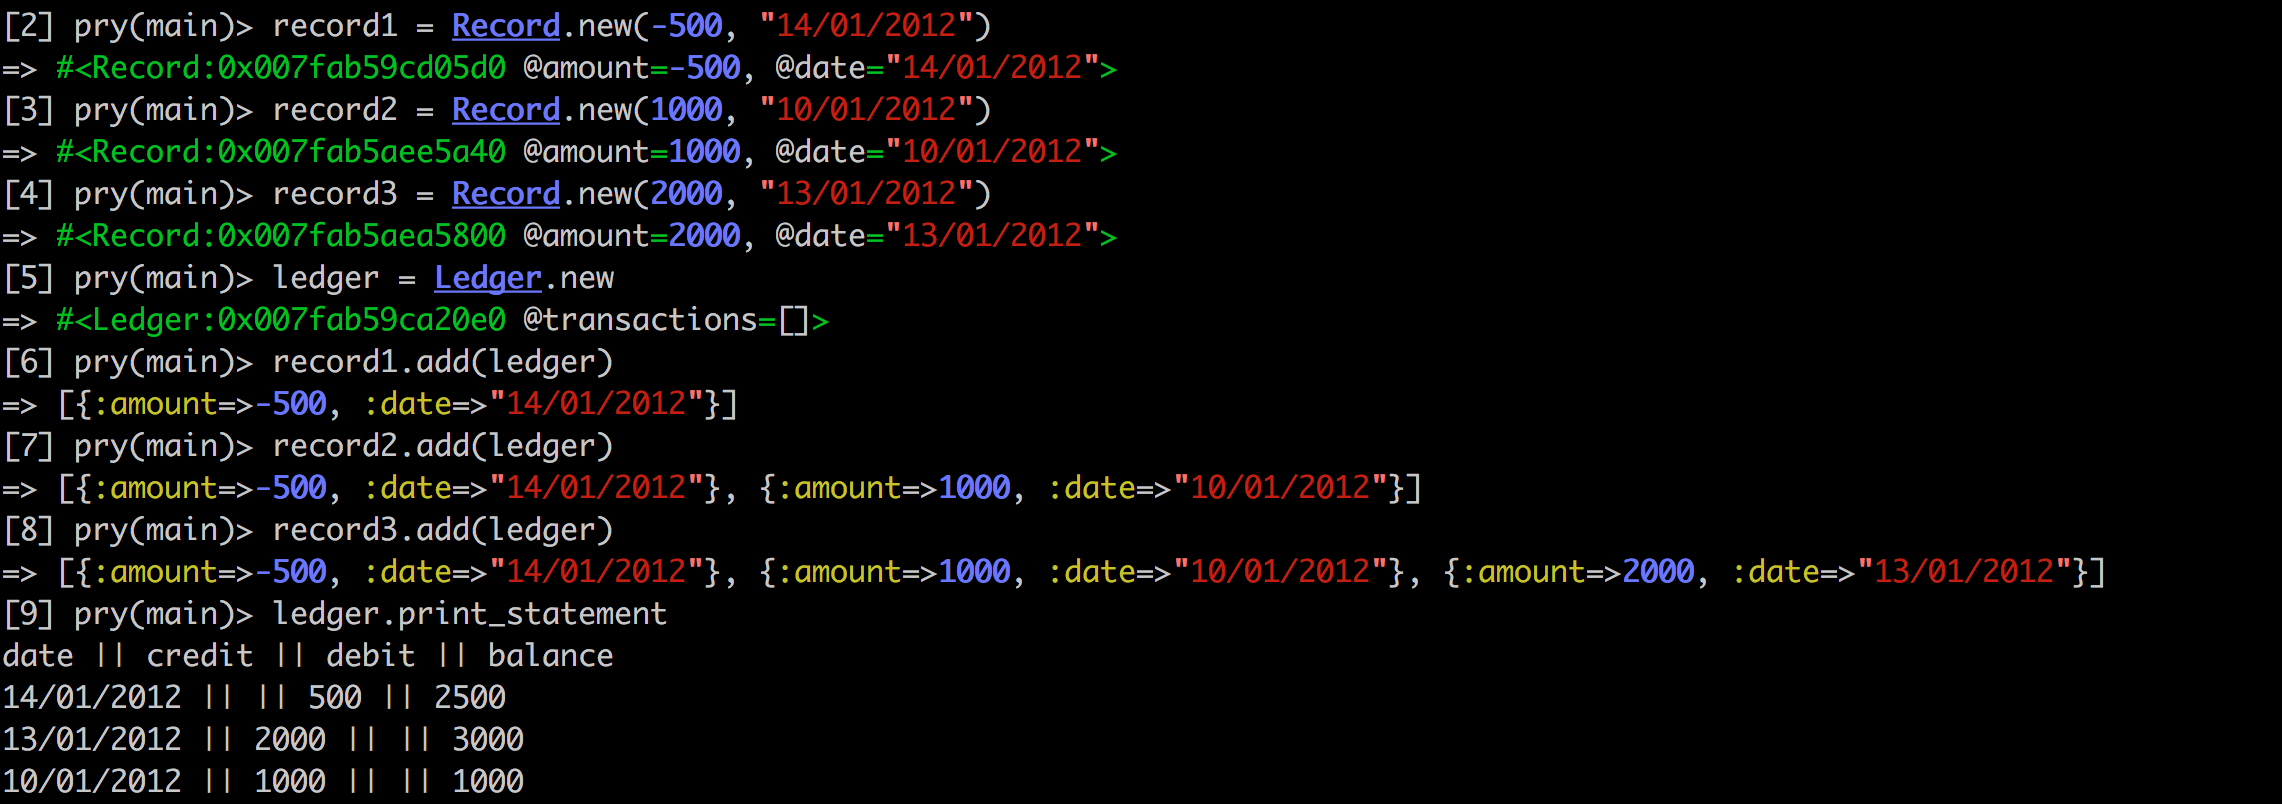 [2] pry(main)> record1 = Record.new(-500, "14/01/2012")
=> #<Record:0x007fab59cd05d0 @amount=-500, @date="14/01/2012">
[3] pry(main)> record2 = Record.new(1000, "10/01/2012")
=> #<Record:0x007fab5aee5a40 @amount=1000, @date="10/01/2012">
[4] pry(main)> record3 = Record.new(2000, "13/01/2012")
=> #<Record:0x007fab5aea5800 @amount=2000, @date="13/01/2012">
[5] pry(main)> ledger = Ledger.new
=> #<Ledger:0x007fab59ca20e0 @transactions=[]>
[6] pry(main)> record1.add(ledger)
=> [{:amount=>-500, :date=>"14/01/2012"}]
[7] pry(main)> record2.add(ledger)
=> [{:amount=>-500, :date=>"14/01/2012"}, {:amount=>1000, :date=>"10/01/2012"}]
[8] pry(main)> record3.add(ledger)
=> [{:amount=>-500, :date=>"14/01/2012"}, {:amount=>1000, :date=>"10/01/2012"}, {:amount=>2000, :date=>"13/01/2012"}]
[9] pry(main)> ledger.print_statement
date || credit || debit || balance
14/01/2012 || || 500 || 2500
13/01/2012 || 2000 || || 3000
10/01/2012 || 1000 || || 1000